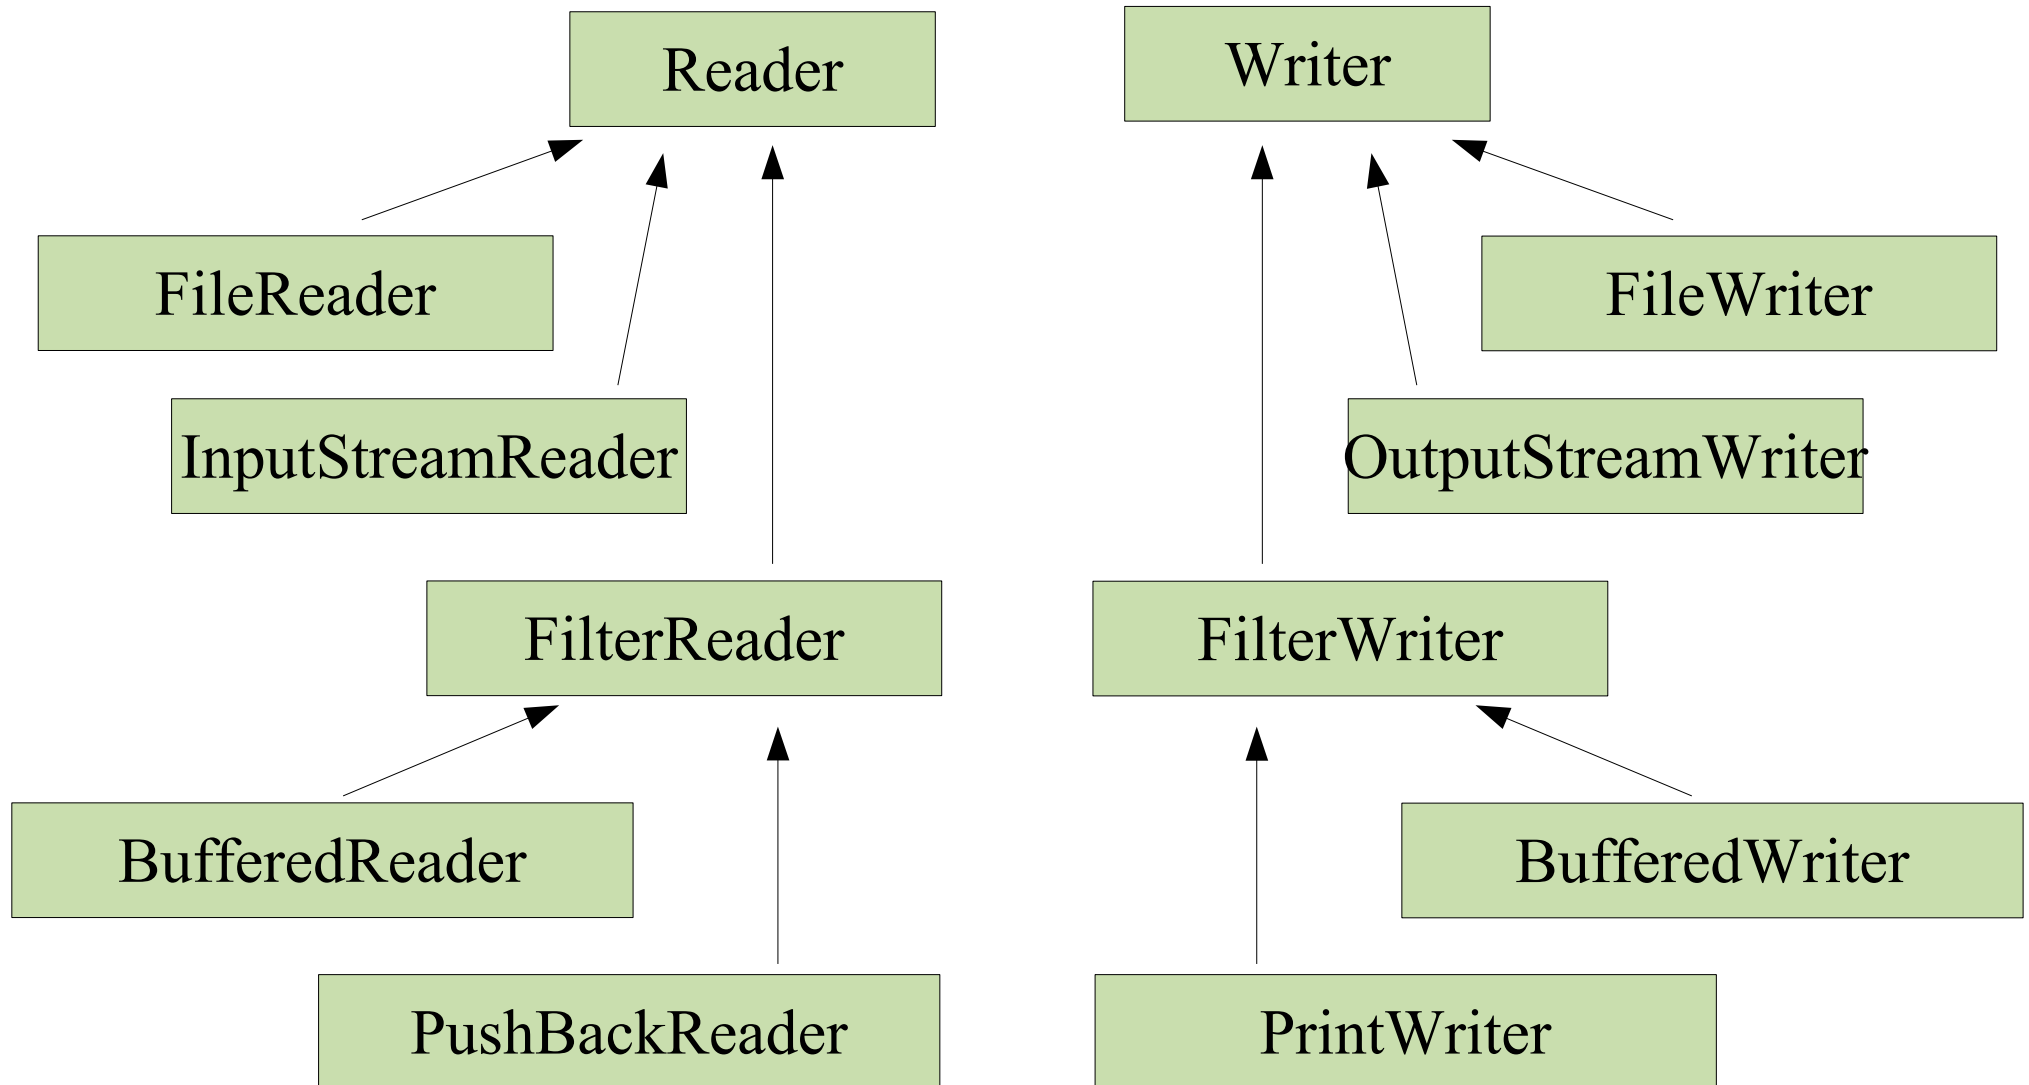 Reader
Writer
FileReader
FileWriter
InputStreamReader
OutputStreamWriter
FilterReader
FilterWriter
BufferedReader
BufferedWriter
PushBackReader
PrintWriter